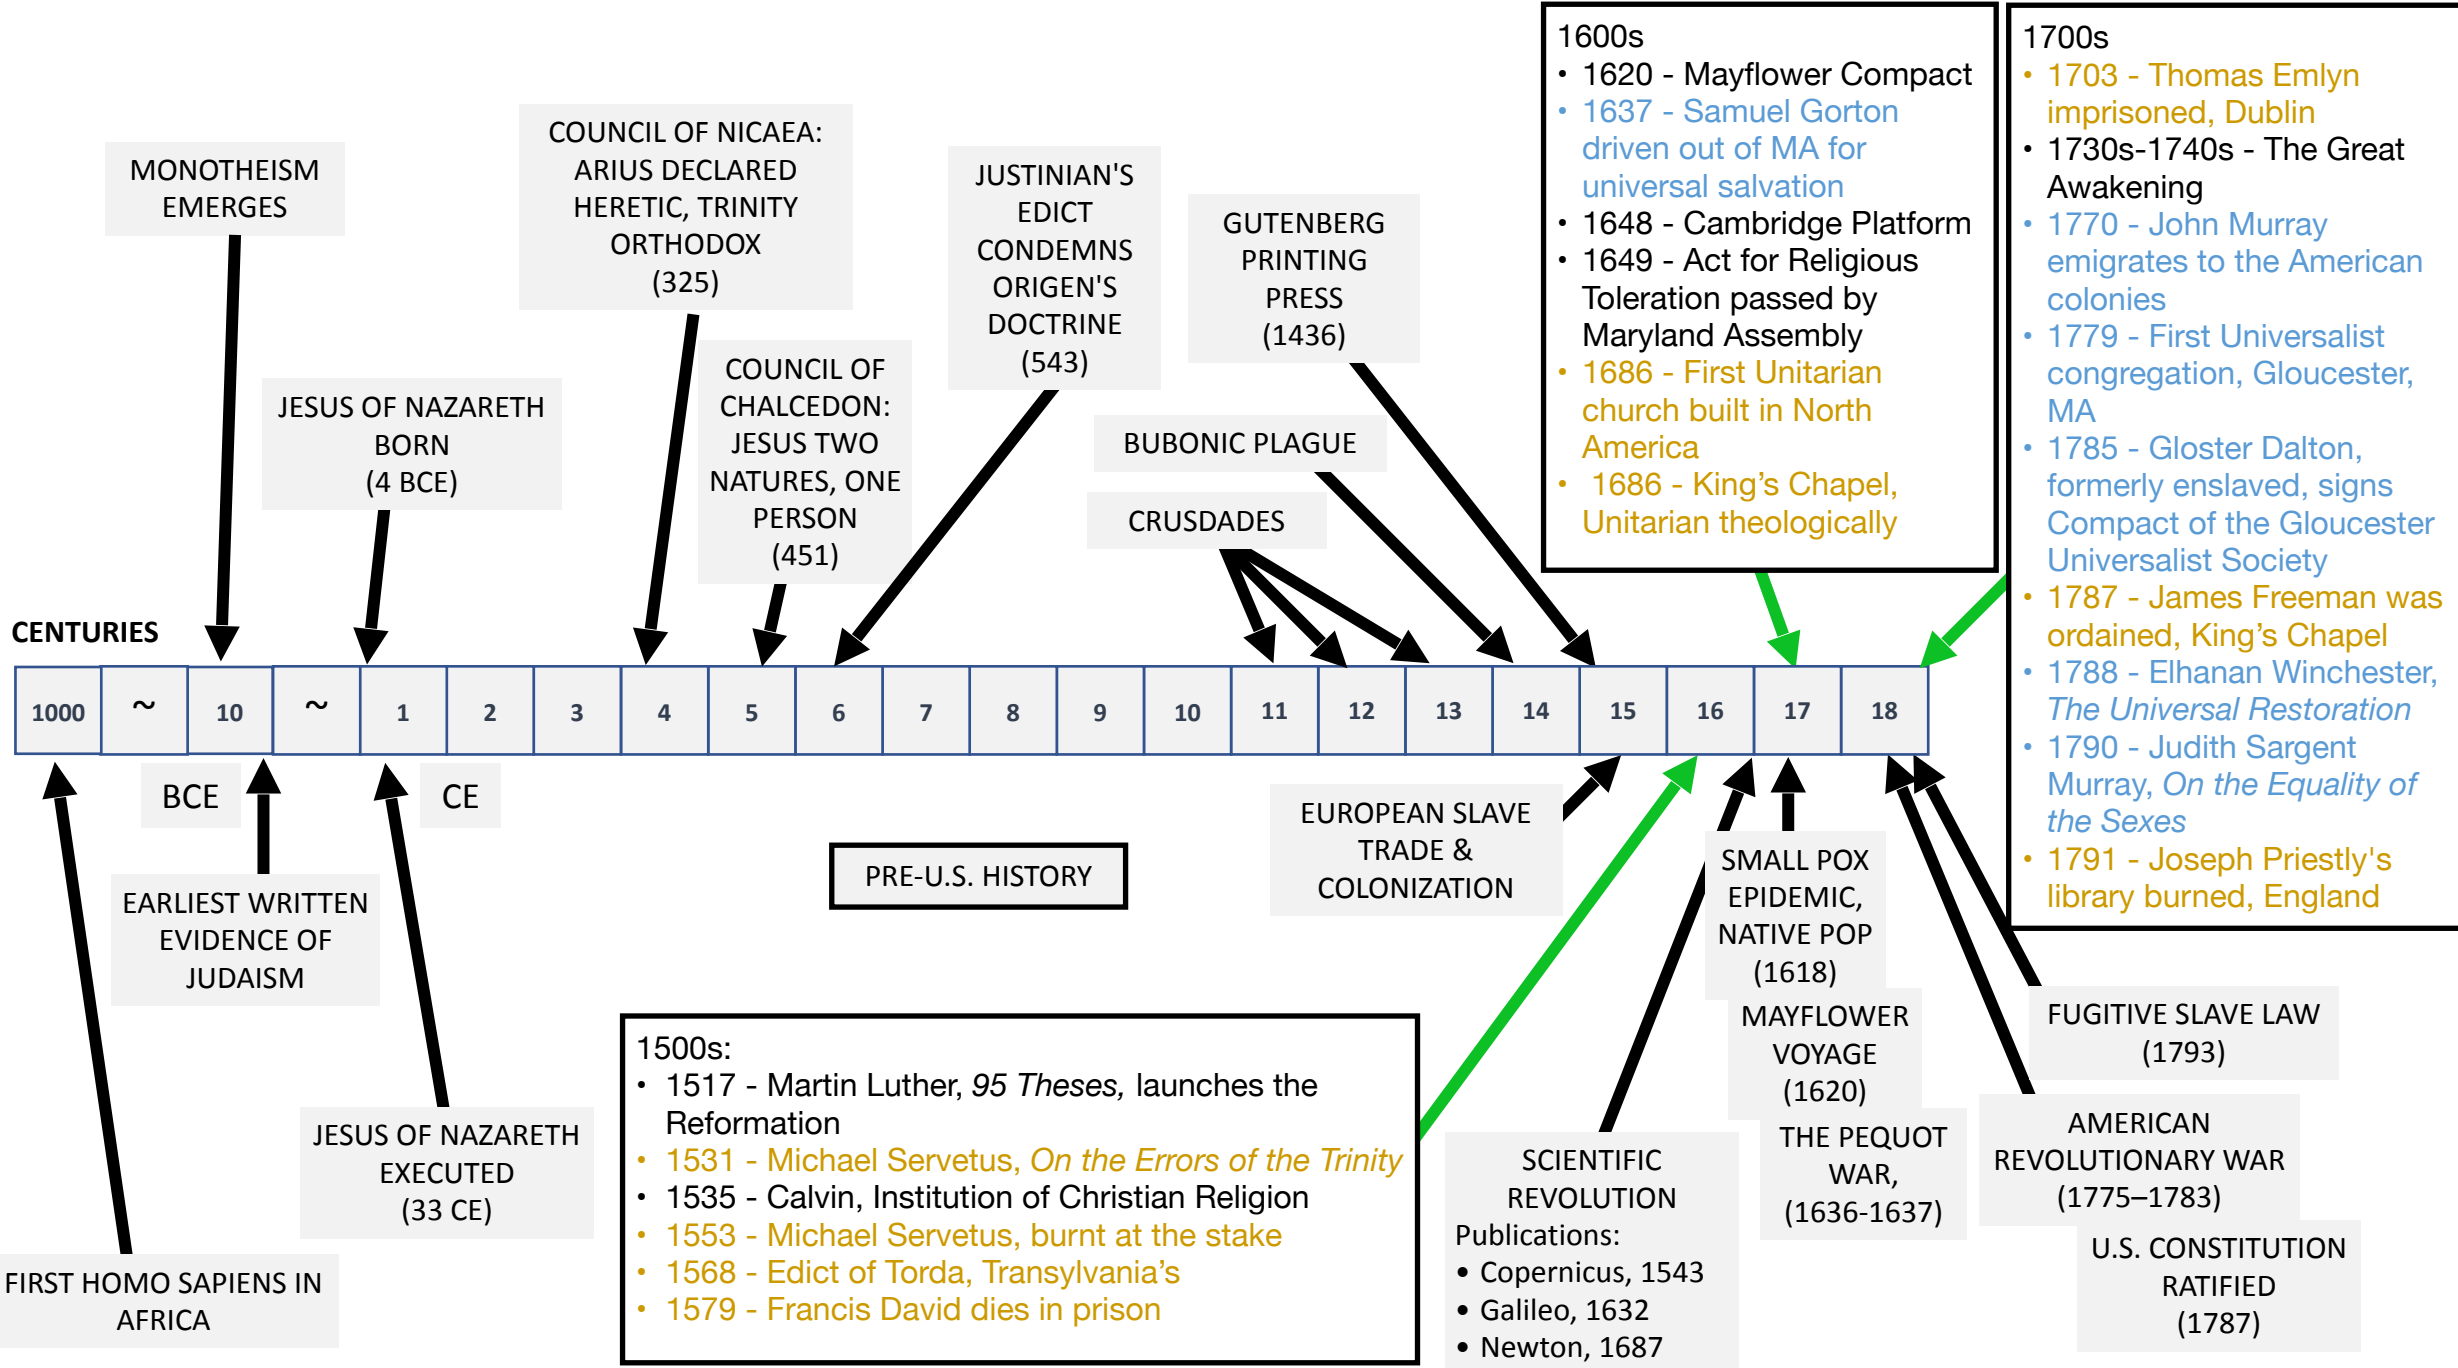 MONOTHEISM
EMERGES
JESUS OF NAZARETH
BORN
(4 BCE)
COUNCIL OF NICAEA:
ARIUS DECLARED
HERETIC, TRINITY
ORTHODOX
(325)
COUNCIL OF
CHALCEDON:
JESUS TWO
NATURES, ONE
PERSON
(451)
JUSTINIAN'S
EDICT
CONDEMNS
ORIGEN'S
DOCTRINE
(543)
GUTENBERG
PRINTING
PRESS
(1436)
BUBONIC PLAGUE
CRUSDADES
1600s
• 1620 - Mayflower Compact
• 1637 - Samuel Gorton
driven out of MA for
universal salvation
• 1648 - Cambridge Platform
• 1649 - Act for Religious
Toleration passed by
Maryland Assembly
• 1686 - First Unitarian
church built in North
America
• 1686 - King’s Chapel,
Unitarian theologically
1700s
• 1703 - Thomas Emlyn
imprisoned, Dublin
• 1730s-1740s - The Great
Awakening
• 1770 - John Murray
emigrates to the American
colonies
• 1779 - First Universalist
congregation, Gloucester,
MA
• 1785 - Gloster Dalton,
formerly enslaved, signs
Compact of the Gloucester
Universalist Society
• 1787 - James Freeman was
ordained, King’s Chapel
• 1788 - Elhanan Winchester,
The Universal Restoration
• 1790 - Judith Sargent
Murray, On the Equality of
the Sexes
• 1791 - Joseph Priestly's
library burned, England
CENTURIES
1000 ~ 10 ~ 1 2 3 4 5 6 7 8 9 10 11 12 13 14 15 16 17 18
BCE
CE
PRE-U.S. HISTORY
EARLIEST WRITTEN
EVIDENCE OF
JUDAISM
JESUS OF NAZARETH
EXECUTED
(33 CE)
FIRST HOMO SAPIENS IN
AFRICA
1500s:
• 1517 - Martin Luther, 95 Theses, launches the
Reformation
• 1531 - Michael Servetus, On the Errors of the Trinity
• 1535 - Calvin, Institution of Christian Religion
• 1553 - Michael Servetus, burnt at the stake
• 1568 - Edict of Torda, Transylvania’s
• 1579 - Francis David dies in prison
EUROPEAN SLAVE
TRADE &
COLONIZATION
SCIENTIFIC
REVOLUTION
Publications:
• Copernicus, 1543
• Galileo, 1632
• Newton, 1687
SMALL POX
EPIDEMIC,
NATIVE POP
(1618)
MAYFLOWER
VOYAGE
(1620)
THE PEQUOT
WAR,
(1636-1637)
FUGITIVE SLAVE LAW
(1793)
AMERICAN
REVOLUTIONARY WAR
(1775–1783)
U.S. CONSTITUTION
RATIFIED
(1787)